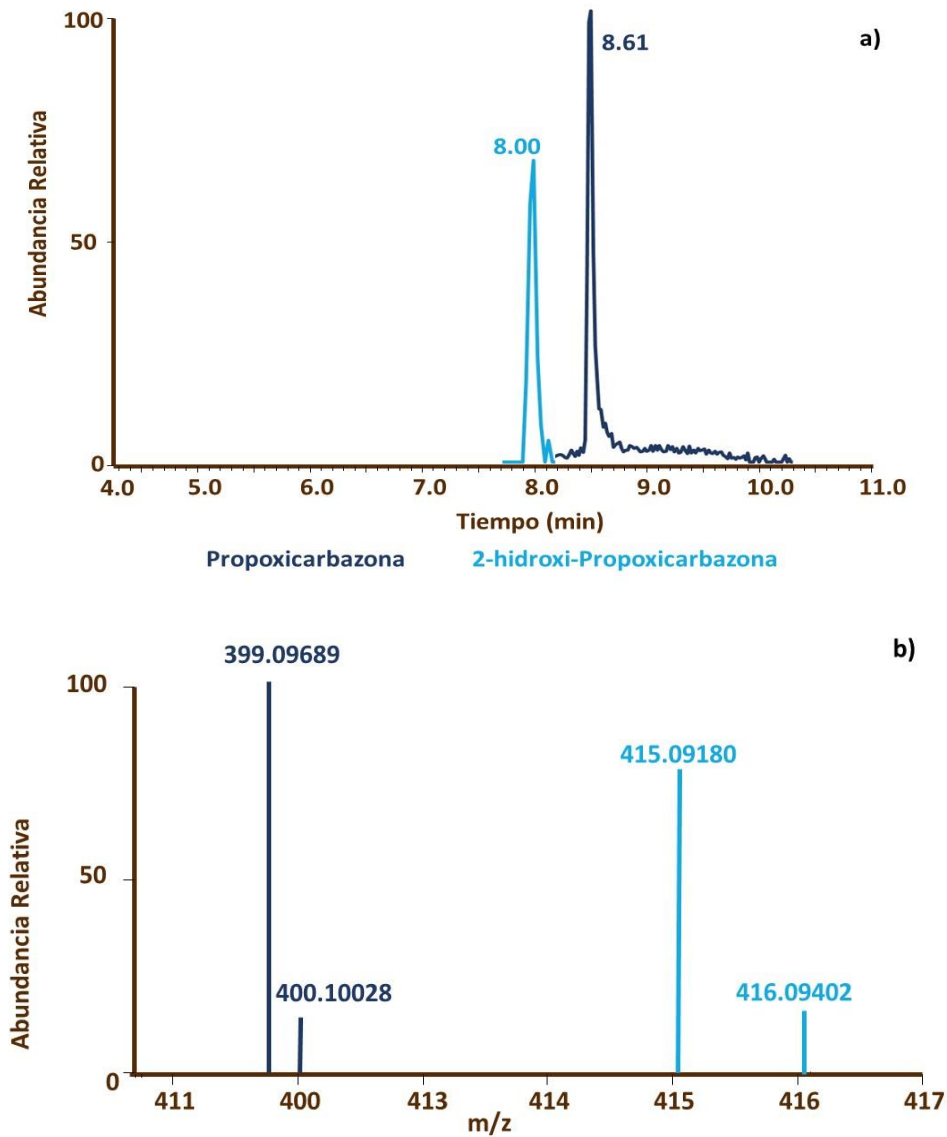 100
8.61
a)
8.00
Abundancia Relativa
50
0
4.0 5.0 6.0 7.0 8.0 9.0 10.0 11.0
Tiempo (min)
Propoxicarbazona 2-hidroxi-Propoxicarbazona
399.09689
b)
100
415.09180
Abundancia Relativa
50
400.10028
416.09402
0
411 400 413 414 415 416 417
m/z